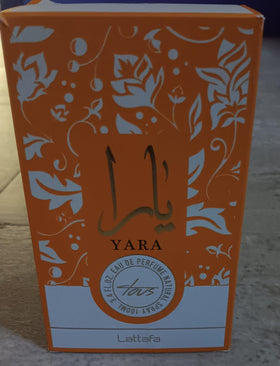 يارا
YARA
EAU DE PERFUME NATURAL SPRAY 100ML 3.4 FL.OZ.
tous
Lattafa